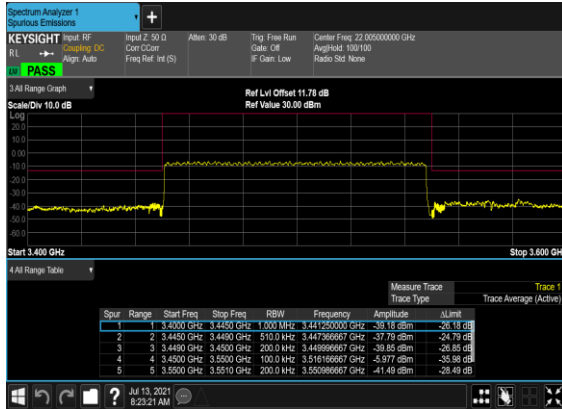 Spectrum Analyzer 1
Spurious Emissions
+
KEYSIGHT Input: RF Input Z: 50 Ω Atten: 30 dB Trig: Free Run Center Freq: 22.005000000 GHz
RL Coupling: DC Corr CCorr Gate: Off Avg|Hold: 100/100
Align: Auto Freq Ref: Int (S) IF Gain: Low Radio Std: None
PASS
3 All Range Graph Ref Lvl Offset 11.78 dB
Scale/Div 10.0 dB Ref Value 30.00 dBm
Log
20.0
10.0
0.00
-10.0
-20.0
-30.0
-40.0
-50.0
-60.0
Start 3.400 GHz Stop 3.600 GHz
4 All Range Table
Measure Trace Trace 1
Trace Type Trace Average (Active)
Spur Range Start Freq Stop Freq RBW Frequency Amplitude ΔLimit
1 1 3.4000 GHz 3.4450 GHz 1.000 MHz 3.441250000 GHz -39.18 dBm -26.18 dB
2 2 3.4450 GHz 3.4490 GHz 510.0 kHz 3.447366667 GHz -37.79 dBm -24.79 dB
3 3 3.4490 GHz 3.4500 GHz 200.0 kHz 3.449996667 GHz -39.85 dBm -26.85 dB
4 4 3.4500 GHz 3.5500 GHz 100.0 kHz 3.516166667 GHz -5.977 dBm -35.98 dB
5 5 3.5500 GHz 3.5510 GHz 200.0 kHz 3.550986667 GHz -41.49 dBm -28.49 dB
? Jul 13, 2021
8:23:21 AM